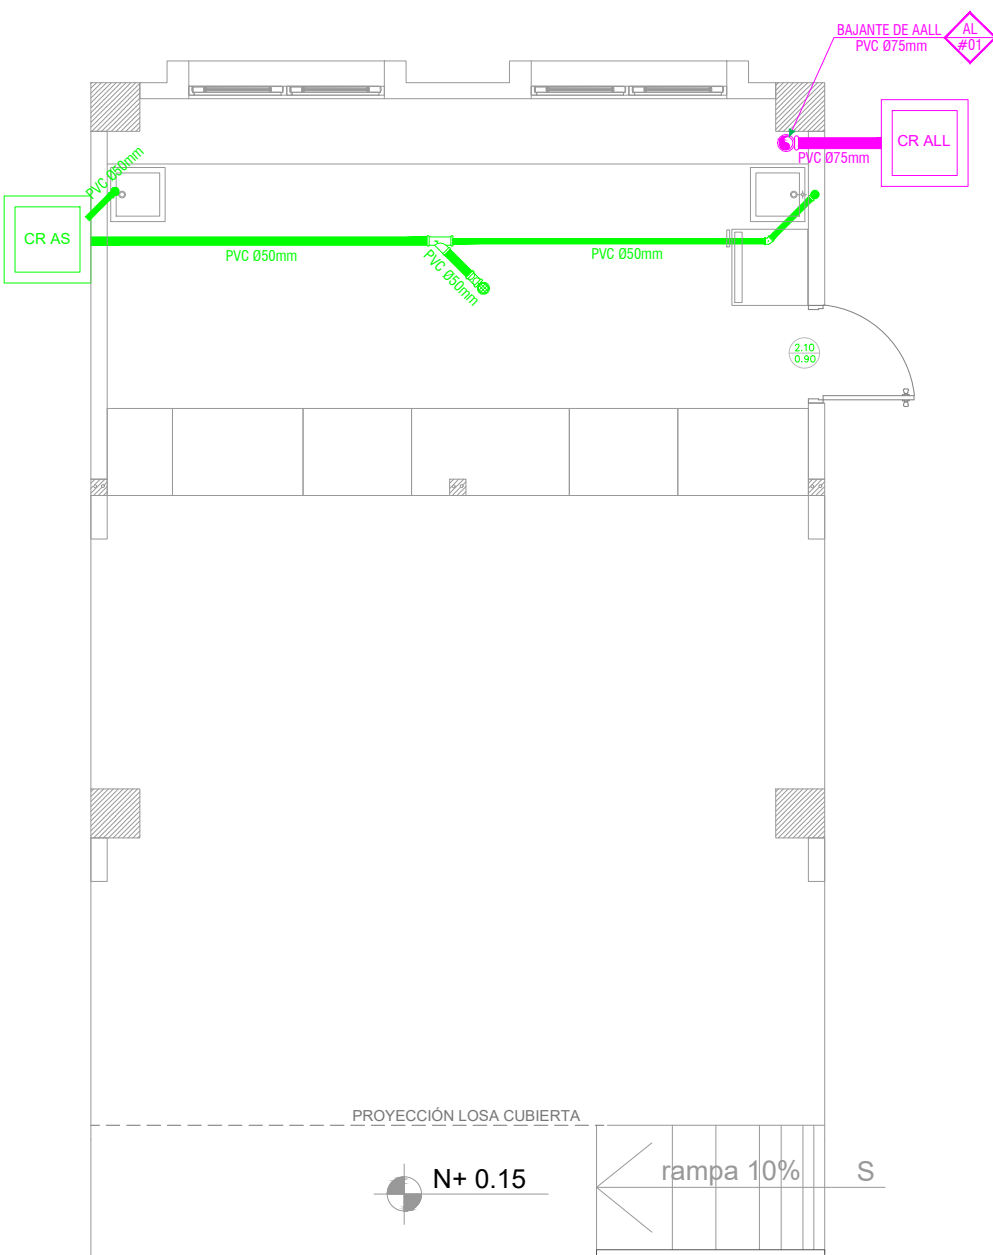 BAJANTE DE AALL
PVC Ø75mm
AL
#01
CR ALL
PVC Ø75mm
PVC Ø50mm
CR AS
PVC Ø50mm
PVC Ø50mm
PVC Ø50mm
2.10
0.90
PROYECCIÓN LOSA CUBIERTA
N+ 0.15
rampa 10%
S